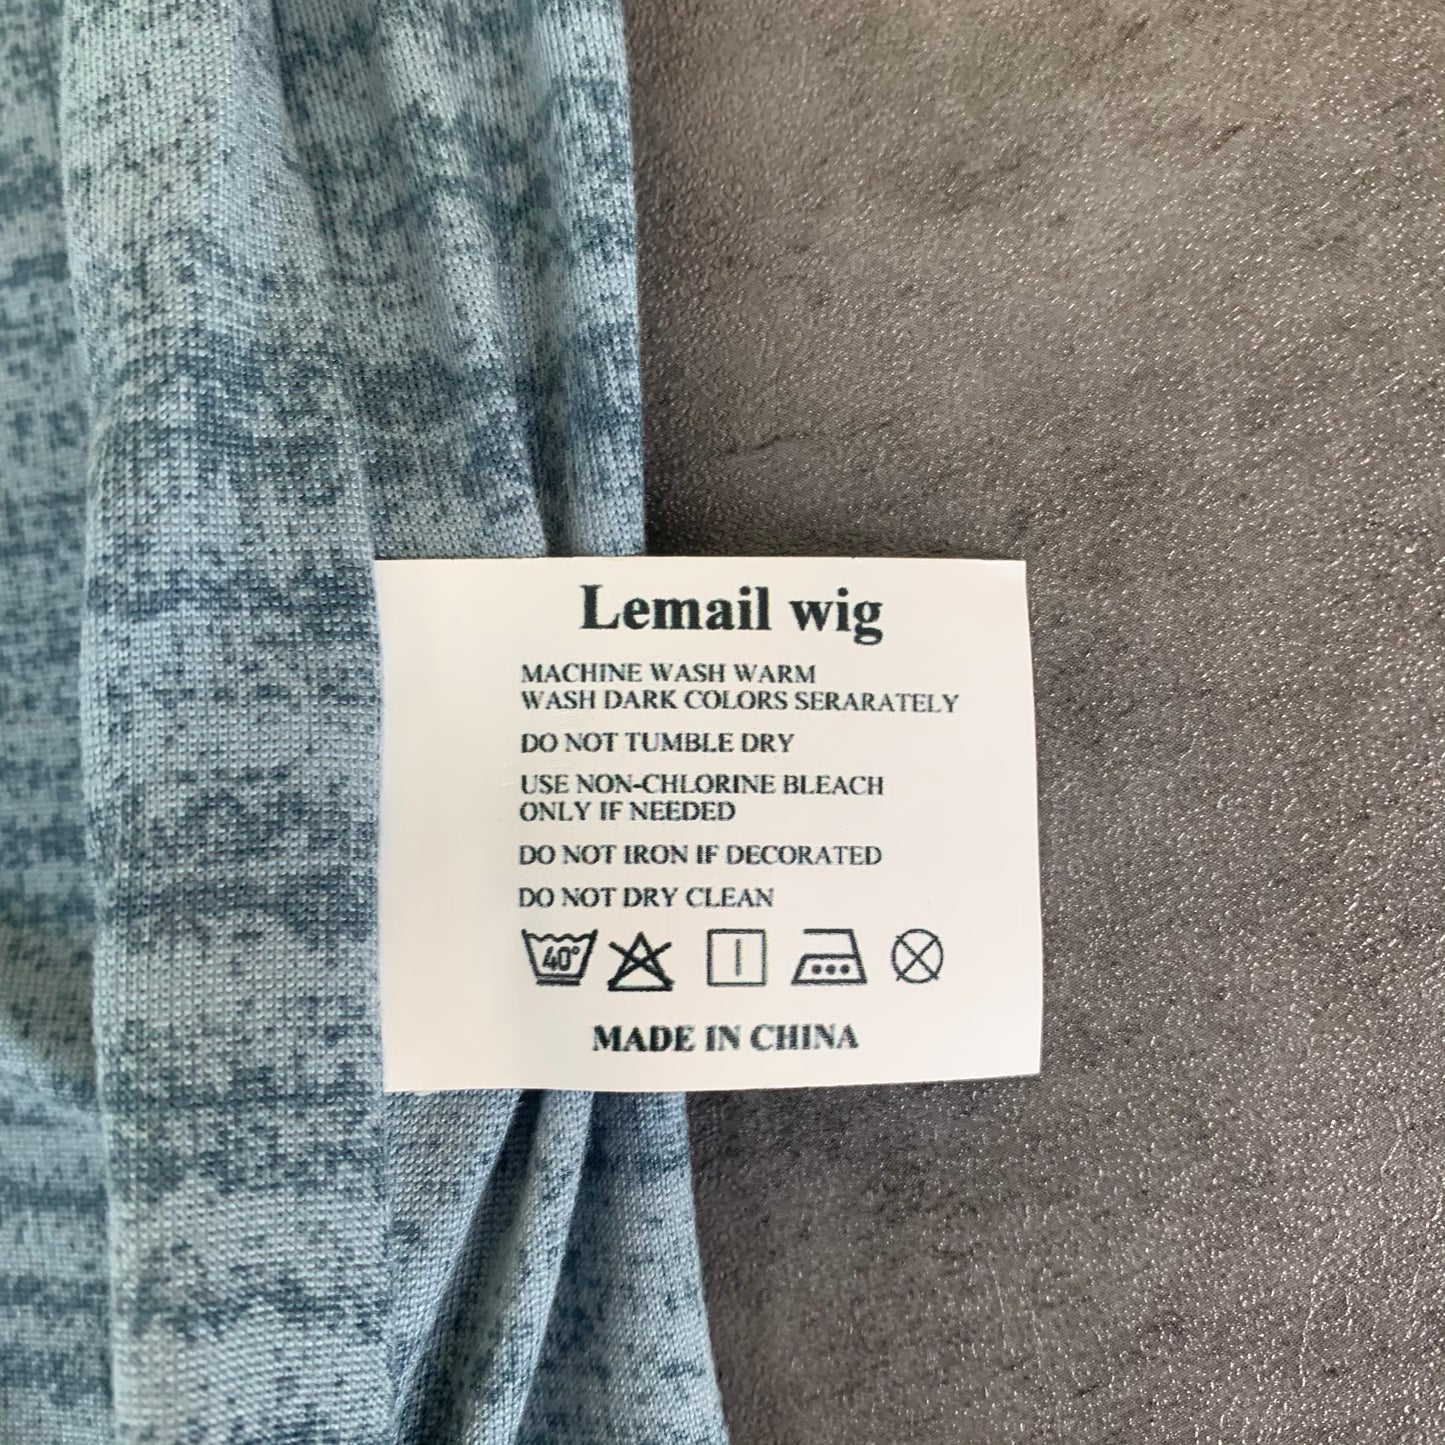 Lemail wig
MACHINE WASH WARM
WASH DARK COLORS SERARATELY
DO NOT TUMBLE DRY
USE NON-CHLORINE BLEACH
ONLY IF NEEDED
DO NOT IRON IF DECORATED
DO NOT DRY CLEAN
40°
MADE IN CHINA